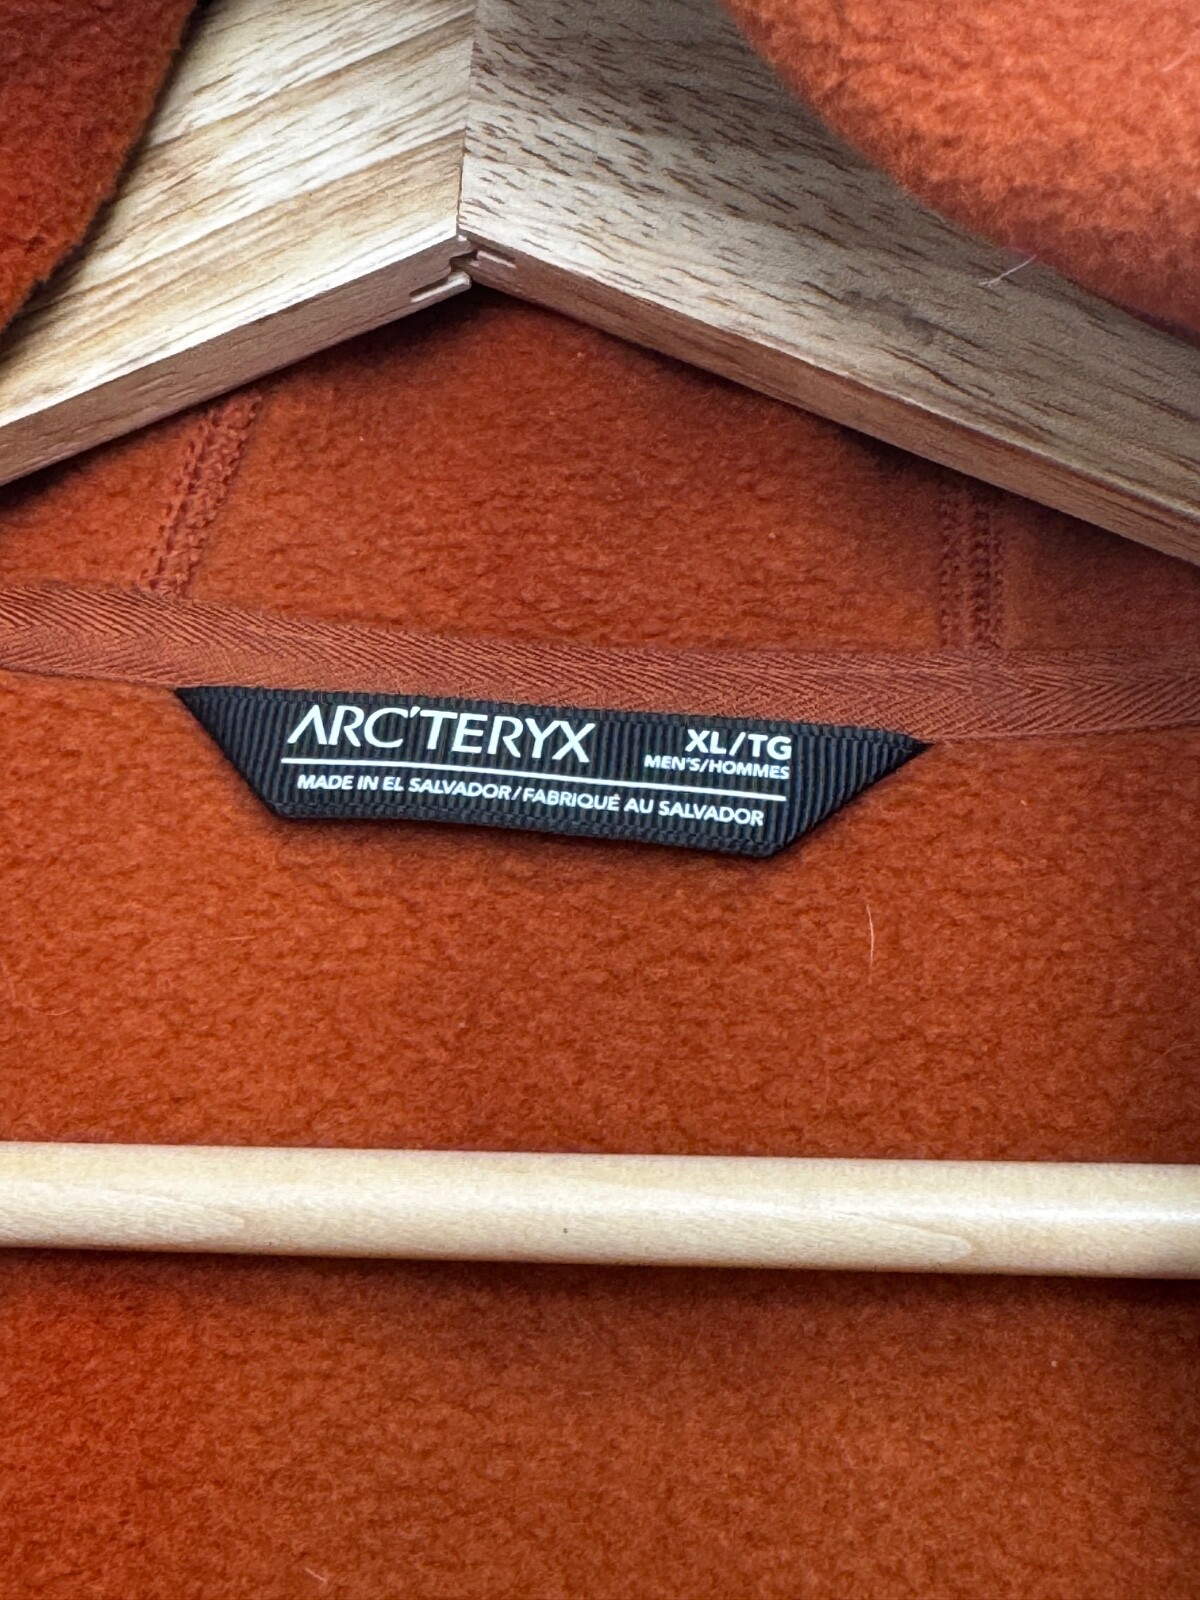 ARC'TERYX XL/TG
MEN'S/HOMMES
MADE IN EL SALVADOR/FABRIQUÉ AU SALVADOR